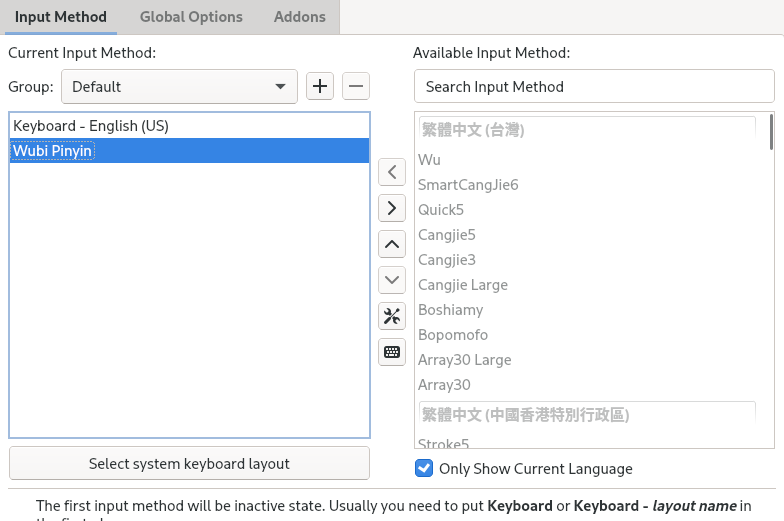 Input Method
Global Options
Addons
Current Input Method:
Available Input Method:
Group:
Default
Search Input Method
Keyboard - English (US)
Wubi Pinyin
繁體中文 (台灣)
Wu
SmartCangJie6
Quick5
Cangjie5
Cangjie3
Cangjie Large
Boshiamy
Bopomofo
Array30 Large
Array30
繁體中文 (中國香港特別行政區)
Stroke5
Select system keyboard layout
Only Show Current Language
The first input method will be inactive state. Usually you need to put Keyboard or Keyboard - layout name in